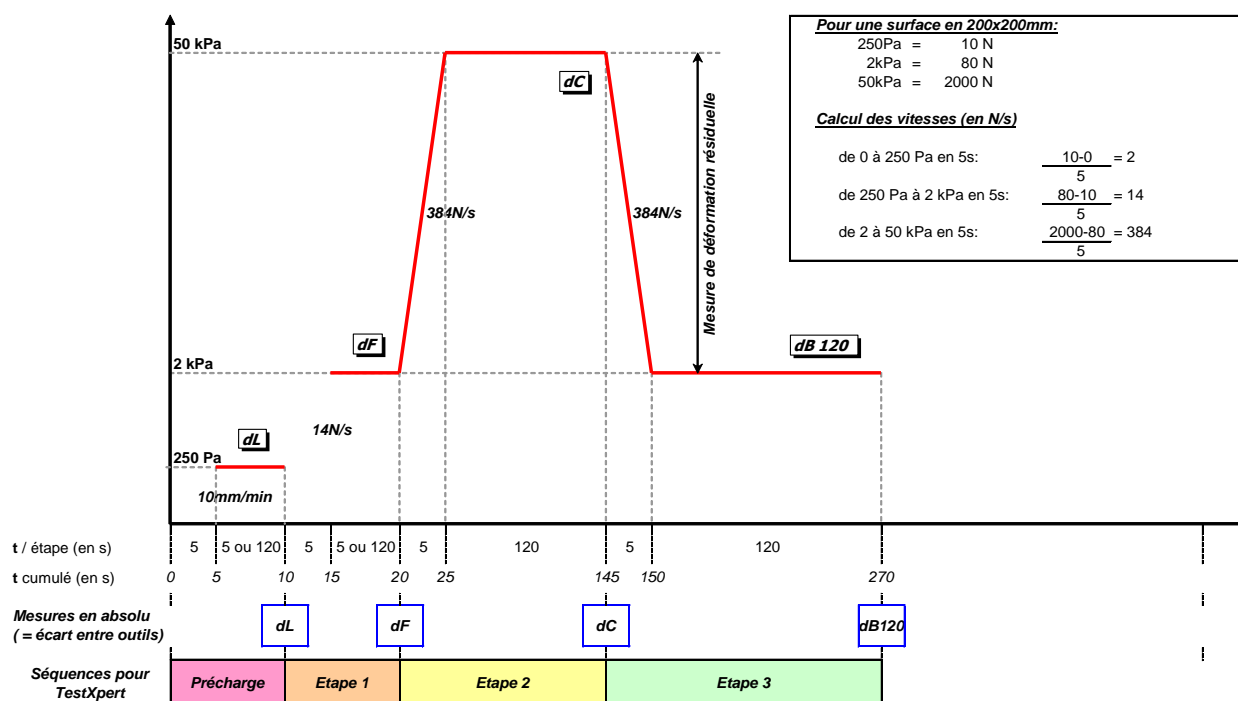 50 kPa
dC
Mesure de déformation résiduelle
384N/s
384N/s
dF
dB 120
2 kPa
14N/s
dL
250 Pa
10mm/min
Pour une surface en 200x200mm:
250Pa = 10 N
2kPa = 80 N
50kPa = 2000 N
Calcul des vitesses (en N/s)
de 0 à 250 Pa en 5s: 10-0 = 2
5
de 250 Pa à 2 kPa en 5s: 80-10 = 14
5
de 2 à 50 kPa en 5s: 2000-80 = 384
5
t / étape (en s) 5 5 ou 120 5 5 ou 120 5 120 5 120
t cumulé (en s) 0 5 10 15 20 25 145 150 270
Mesures en absolu
( = écart entre outils) dL dF dC dB120
Séquences pour
TestXpert Précharge Etape 1 Etape 2 Etape 3